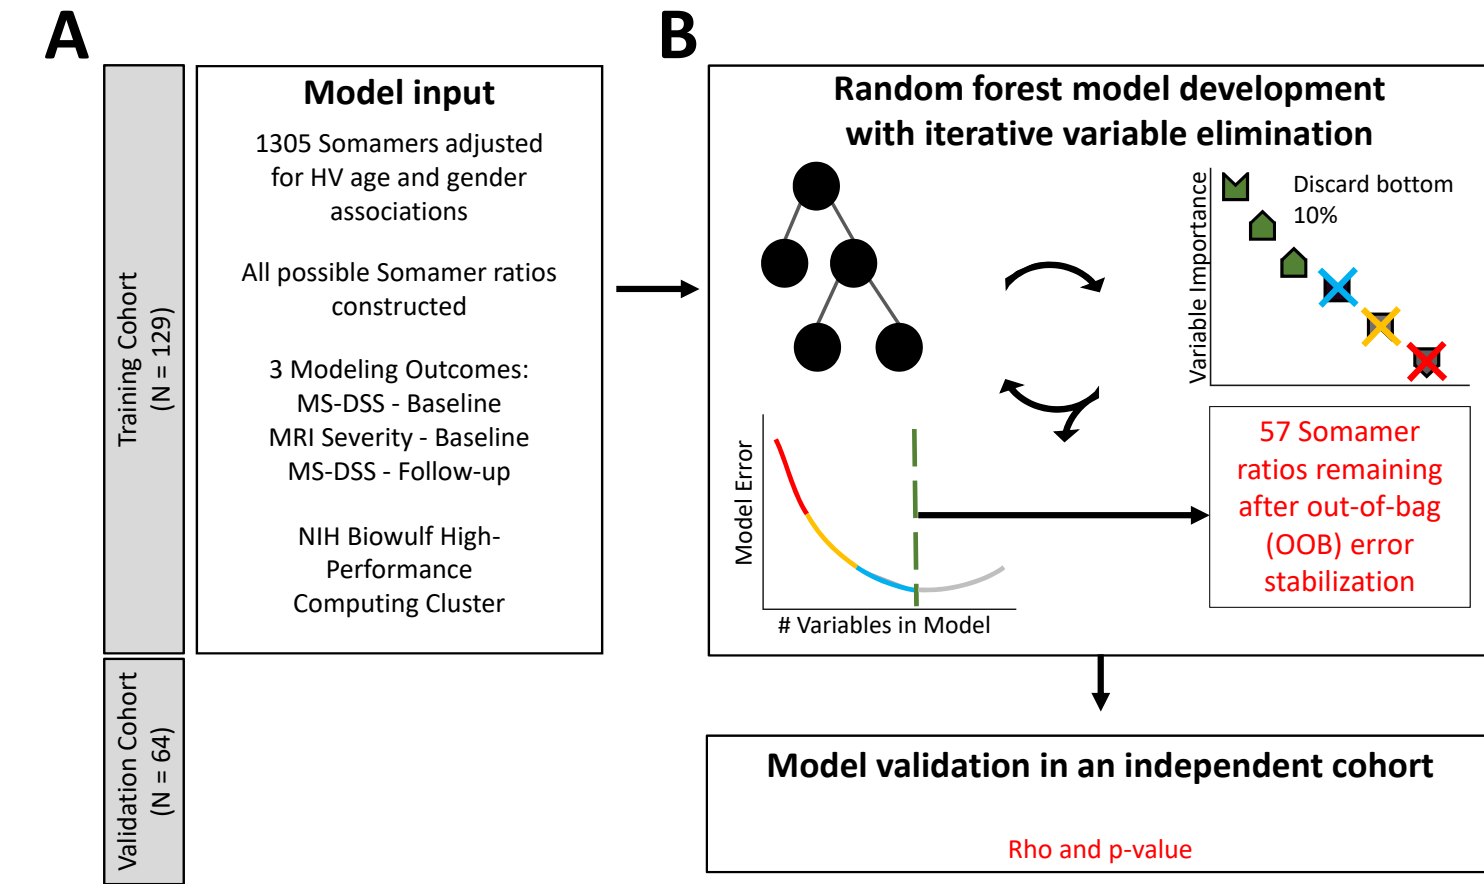 A
Training Cohort
(N = 129)
Validation Cohort
(N = 64)
Model input
1305 Somamers adjusted
for HV age and gender
associations
All possible Somamer ratios
constructed
3 Modeling Outcomes:
MS-DSS - Baseline
MRI Severity - Baseline
MS-DSS - Follow-up
NIH Biowulf High-
Performance
Computing Cluster
B
Random forest model development
with iterative variable elimination
Variable Importance
Discard bottom
10%
Model Error
# Variables in Model
57 Somamer
ratios remaining
after out-of-bag
(OOB) error
stabilization
Model validation in an independent cohort
Rho and p-value